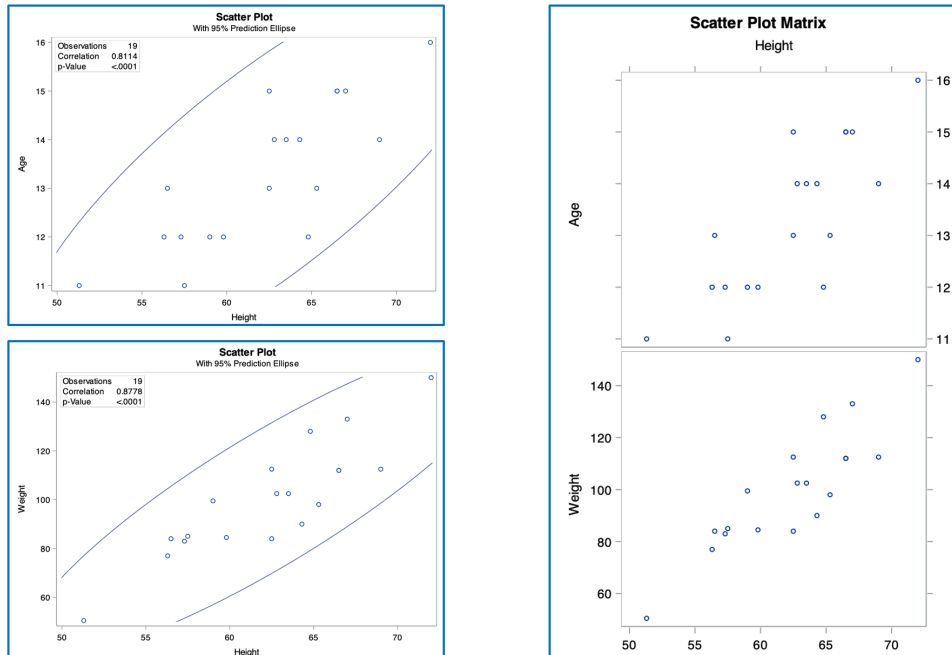 Scatter Plot
With 95% Prediction Ellipse
Observations 19
Correlation 0.8114
p-Value <.0001
16
15
14
13
12
11
Age
50 55 60 65 70
Height
Scatter Plot
With 95% Prediction Ellipse
Observations 19
Correlation 0.8778
p-Value <.0001
140
120
100
80
60
Weight
50 55 60 65 70
Height
Scatter Plot Matrix
Height
Age
16
15
14
13
12
11
Weight
140
120
100
80
60
50 55 60 65 70